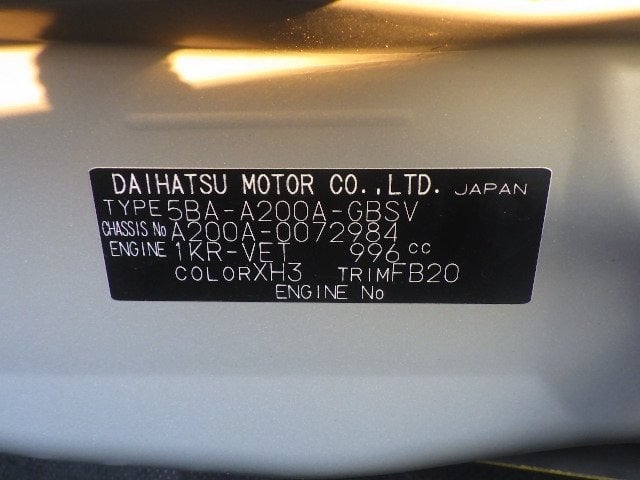 DAIHATSU MOTOR CO.,LTD. JAPAN
TYPE 5BA-A200A-GBSV
CHASSIS No A200A-0072984
ENGINE 1KR-VET 996 cc
COLOR XH3 TRIM FB20
ENGINE No